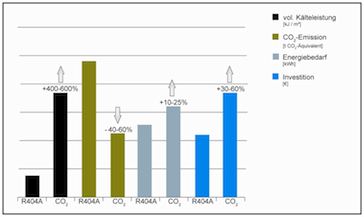 vol. Kälteleistung
[kJ / m³]
CO₂-Emission
[t CO₂-Äquivalent]
Energiebedarf
[kWh]
Investition
[€]
+400-600%
- 40-60%
+10-25%
+30-60%
R404A CO₂ R404A CO₂ R404A CO₂ R404A CO₂